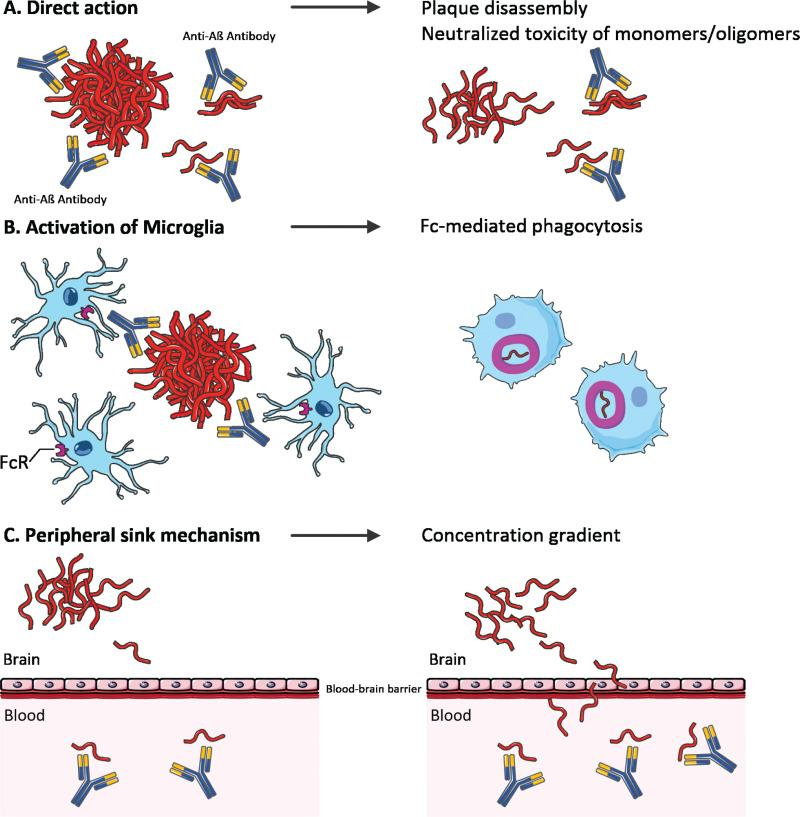 A. Direct action
Plaque disassembly
Neutralized toxicity of monomers/oligomers
Anti-Aß Antibody
Anti-Aß Antibody
B. Activation of Microglia
Fc-mediated phagocytosis
FcR
C. Peripheral sink mechanism
Concentration gradient
Brain
Brain
Blood-brain barrier
Blood
Blood